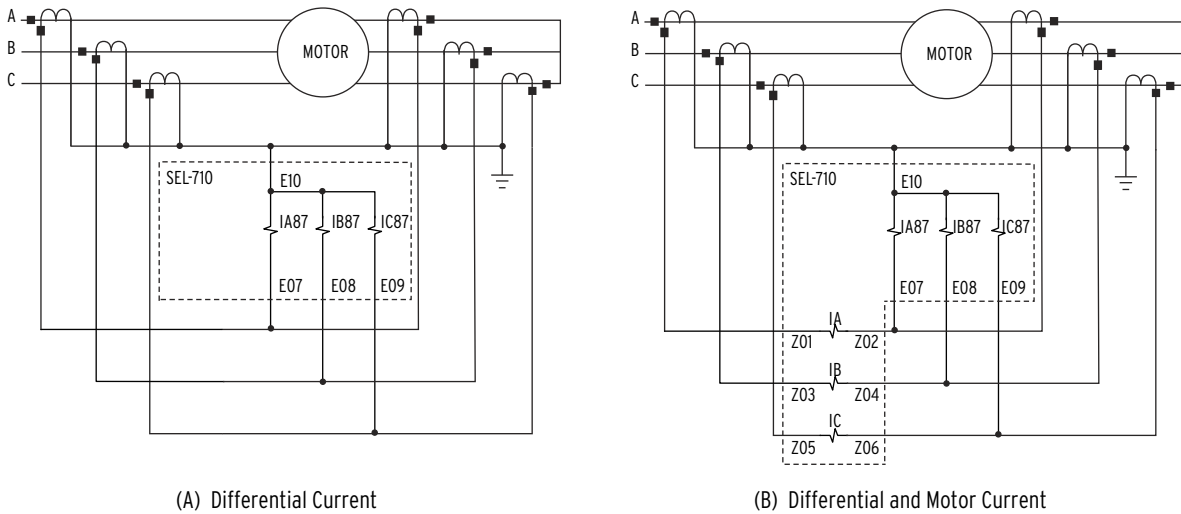 A
B
C
MOTOR
SEL-710
E10
IA87 IB87 IC87
E07 E08 E09
(A) Differential Current
A
B
C
MOTOR
SEL-710
E10
IA87 IB87 IC87
E07 E08 E09
IA
Z01 Z02
IB
Z03 Z04
IC
Z05 Z06
(B) Differential and Motor Current